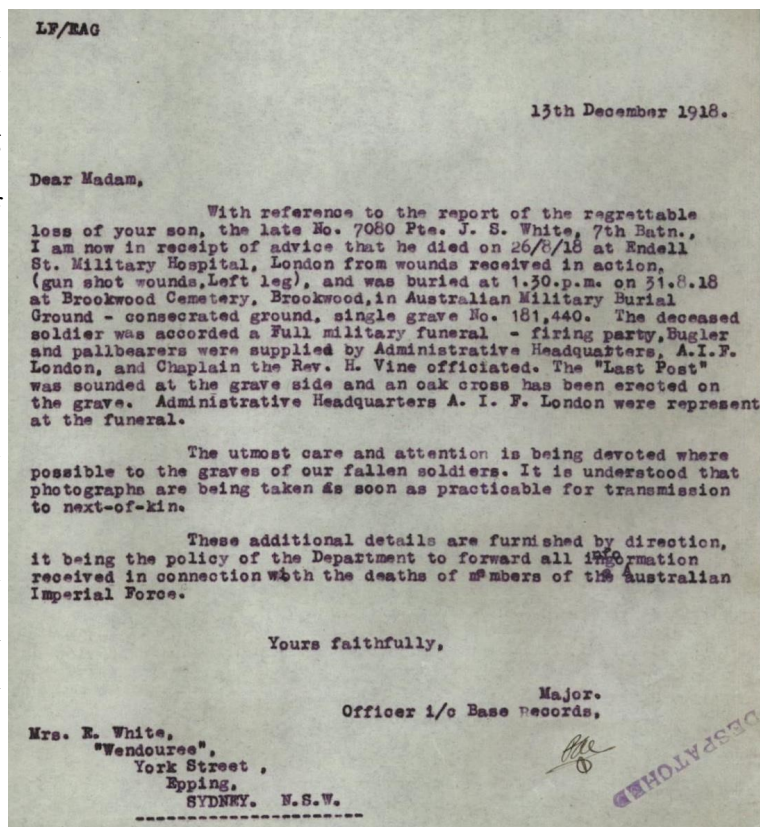 LF/EAG
13th December 1918.
Dear Madam,
With reference to the report of the regrettable
loss of your son, the late No. 7080 Pte. J. S. White, 7th Batn.,
I am now in receipt of advice that he died on 26/8/18 at Endell
St. Military Hospital, London from wounds received in action,
(gun shot wounds,Left leg), and was buried at 1.30.p.m. on 31.8.18
at Brookwood Cemetery, Brookwood,in Australian Military Burial
Ground - consecrated ground, single grave No. 181,440. The deceased
soldier was accorded a Full military funeral - firing party,Bugler
and pallbearers were supplied by Administrative Headquarters, A.I.F.
London, and Chaplain the Rev. H. Vine officiated. The "Last Post"
was sounded at the grave side and an oak cross has been erected on
the grave. Administrative Headquarters A. I. F. London were represent
at the funeral.
The utmost care and attention is being devoted where
possible to the graves of our fallen soldiers. It is understood that
photographs are being taken as soon as practicable for transmission
to next-of-kin.
These additional details are furnished by direction,
it being the policy of the Department to forward all information
received in connection with the deaths of members of the Australian
Imperial Force.
Yours faithfully,
Major.
Officer i/c Base Records,
Mrs. E. White,
"Wendouree",
York Street ,
Epping,
SYDNEY. N.S.W.
DESPATCHED